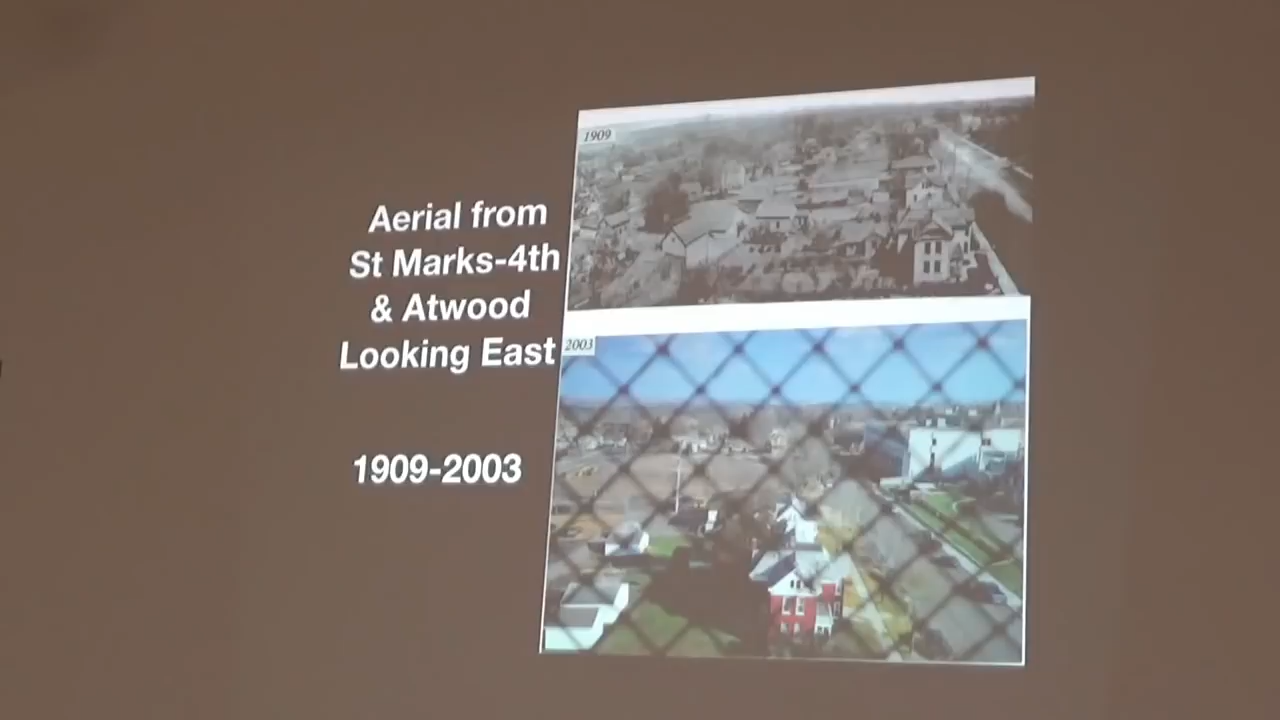 Aerial from
St Marks-4th
& Atwood
Looking East
1909-2003
1909
2003